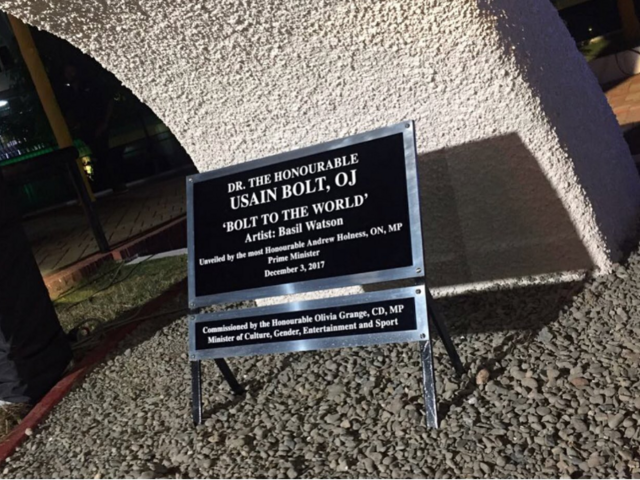 DR. THE HONOURABLE
USAIN BOLT, OJ
'BOLT TO THE WORLD'
Artist: Basil Watson
Unveiled by the most Honourable Andrew Holness, ON, MP
Prime Minister
December 3, 2017
Commissioned by the Honourable Olivia Grange, CD, MP
Minister of Culture, Gender, Entertainment and Sport